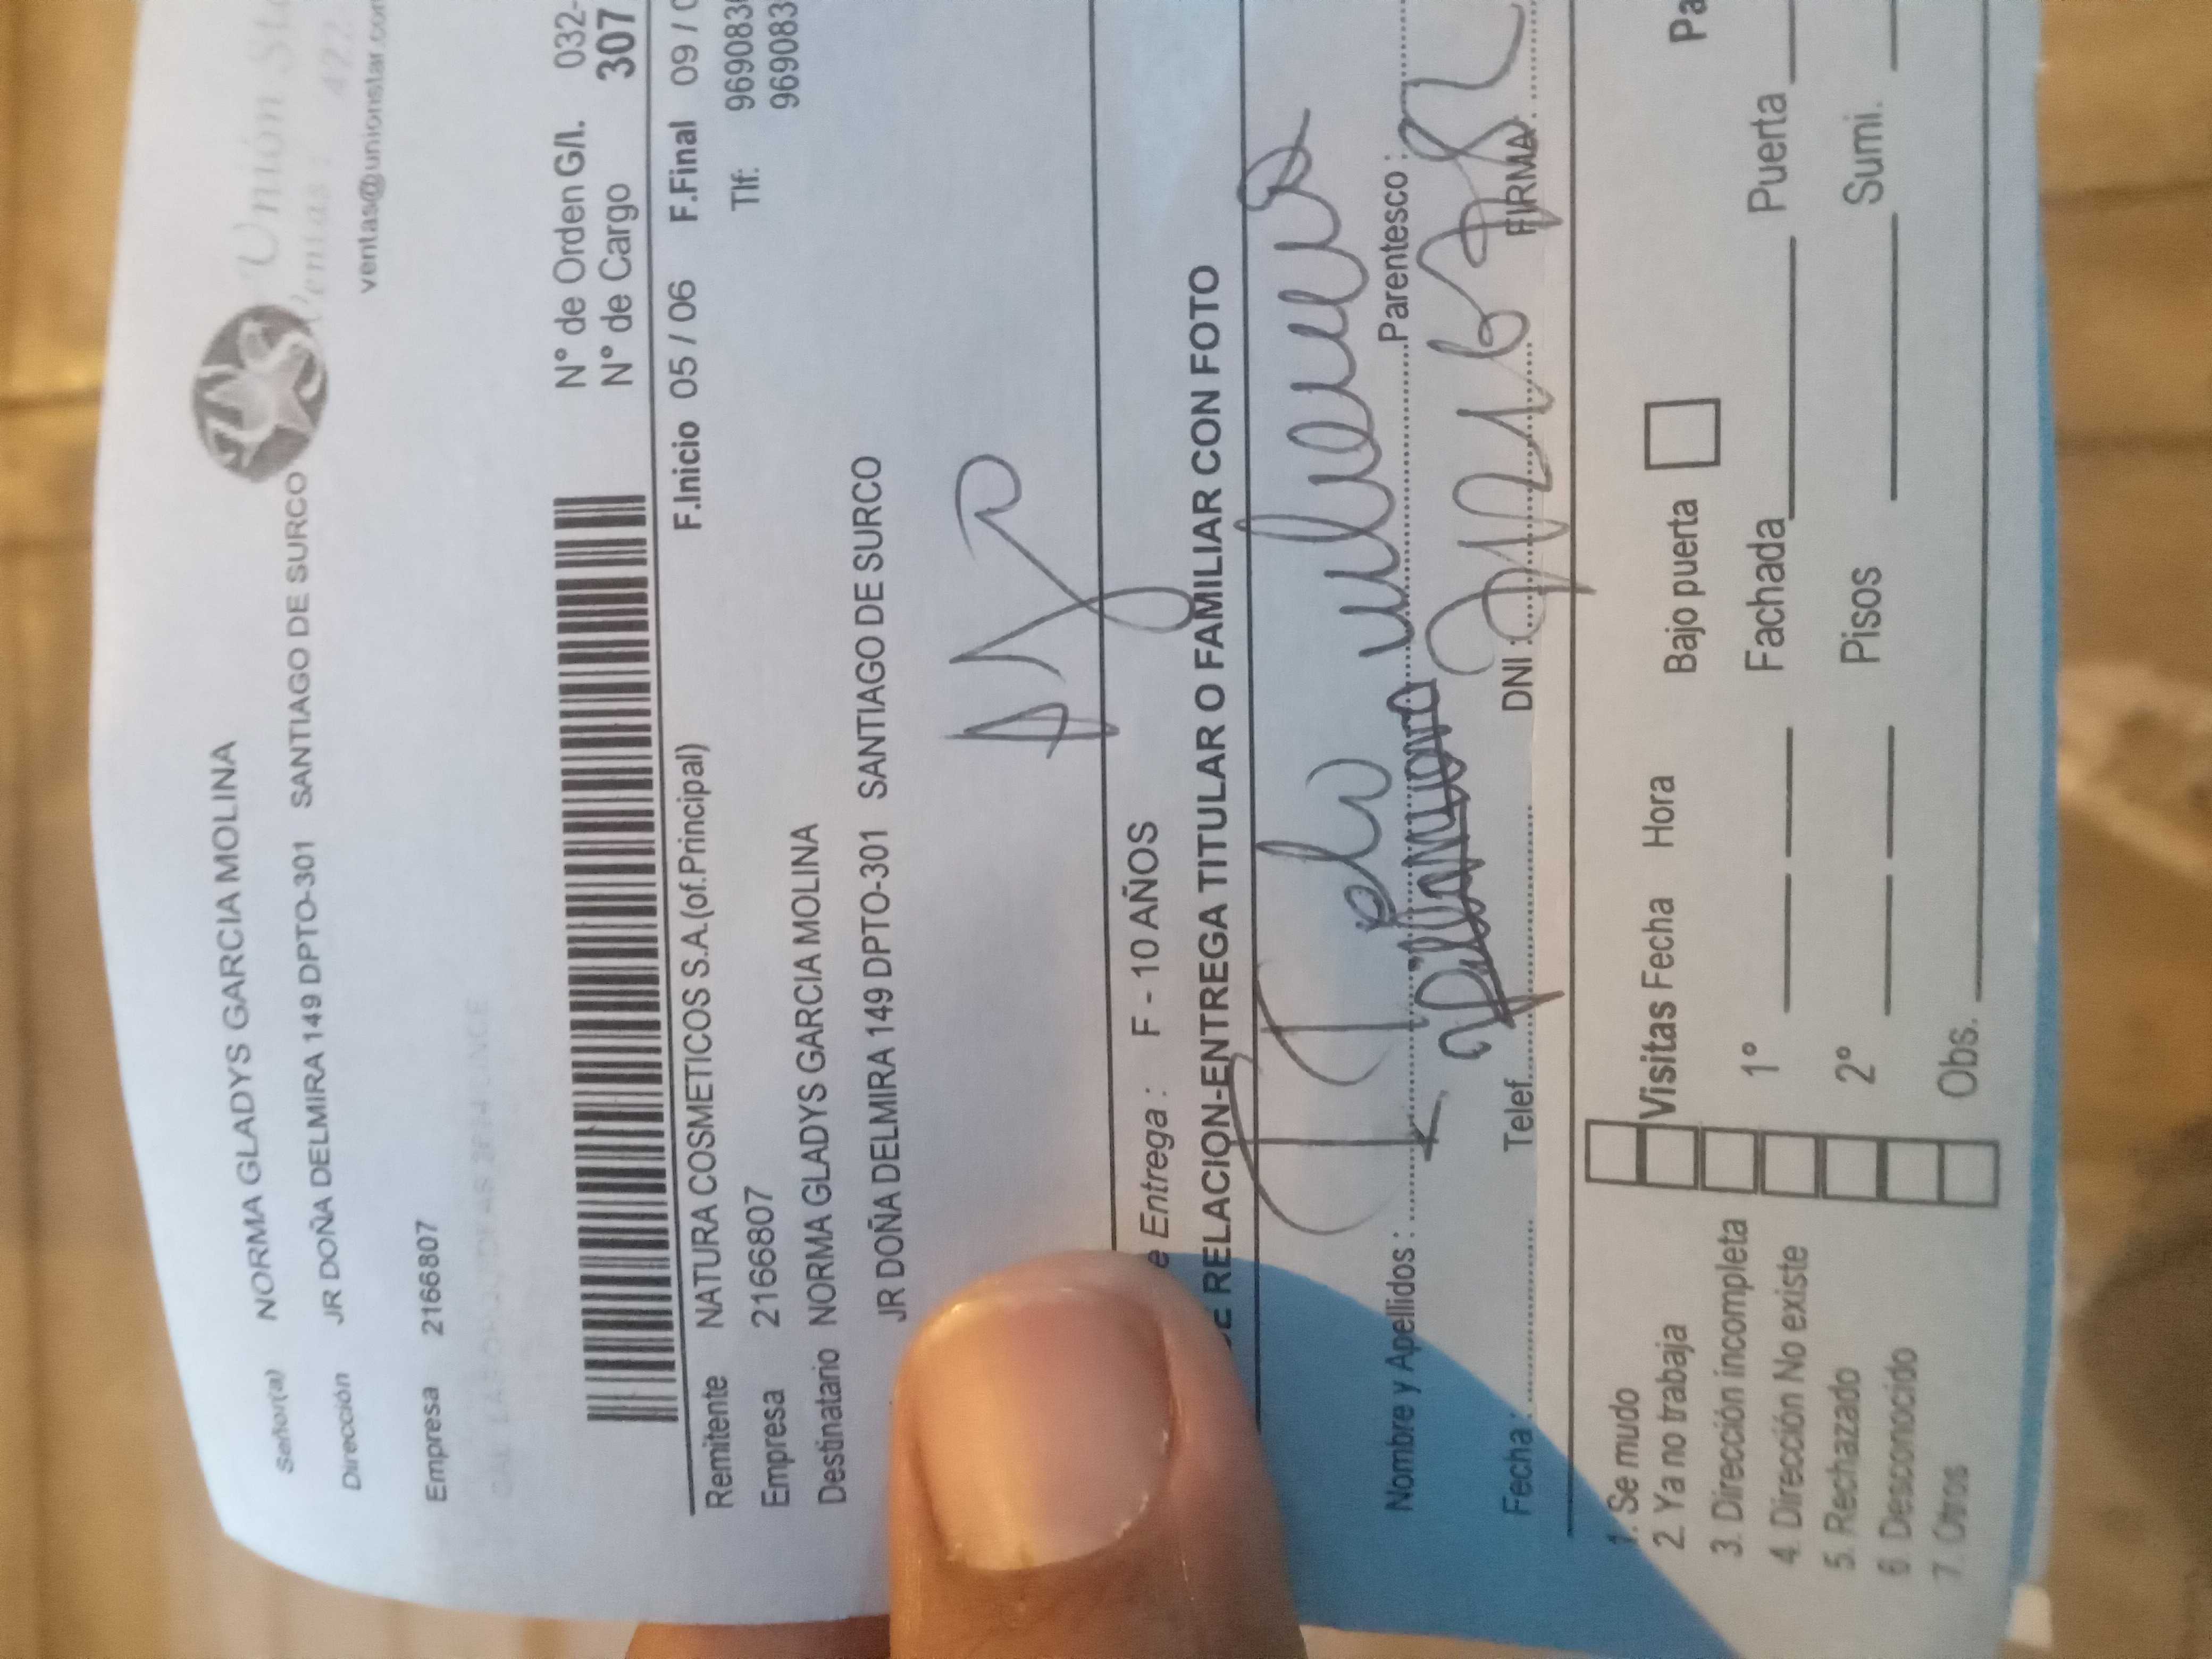 Unión
Ventas: 422
ventas@unionstar.com
Señor(a) NORMA GLADYS GARCIA MOLINA
Dirección JR DOÑA DELMIRA 149 DPTO-301 SANTIAGO DE SURCO
Empresa 2166807
N° de Orden G/I. 032-
N° de Cargo 307
F.Inicio 05 / 06 F.Final 09 / 0
Remitente NATURA COSMETICOS S.A.(of.Principal)
Empresa 2166807
Tlf: 9690836
969083
Destinatario NORMA GLADYS GARCIA MOLINA
JR DOÑA DELMIRA 149 DPTO-301 SANTIAGO DE SURCO
e Entrega : F - 10 AÑOS
E RELACION-ENTREGA TITULAR O FAMILIAR CON FOTO
Nombre y Apellidos : Parentesco :
Fecha : Telef. DNI : FIRMA
1. Se mudo
2. Ya no trabaja
3. Dirección incompleta
4. Dirección No existe
5. Rechazado
6. Desconocido
7. Otros
Visitas Fecha Hora Bajo puerta Pa
1° Fachada Puerta
2° Pisos Sumi.
Obs.